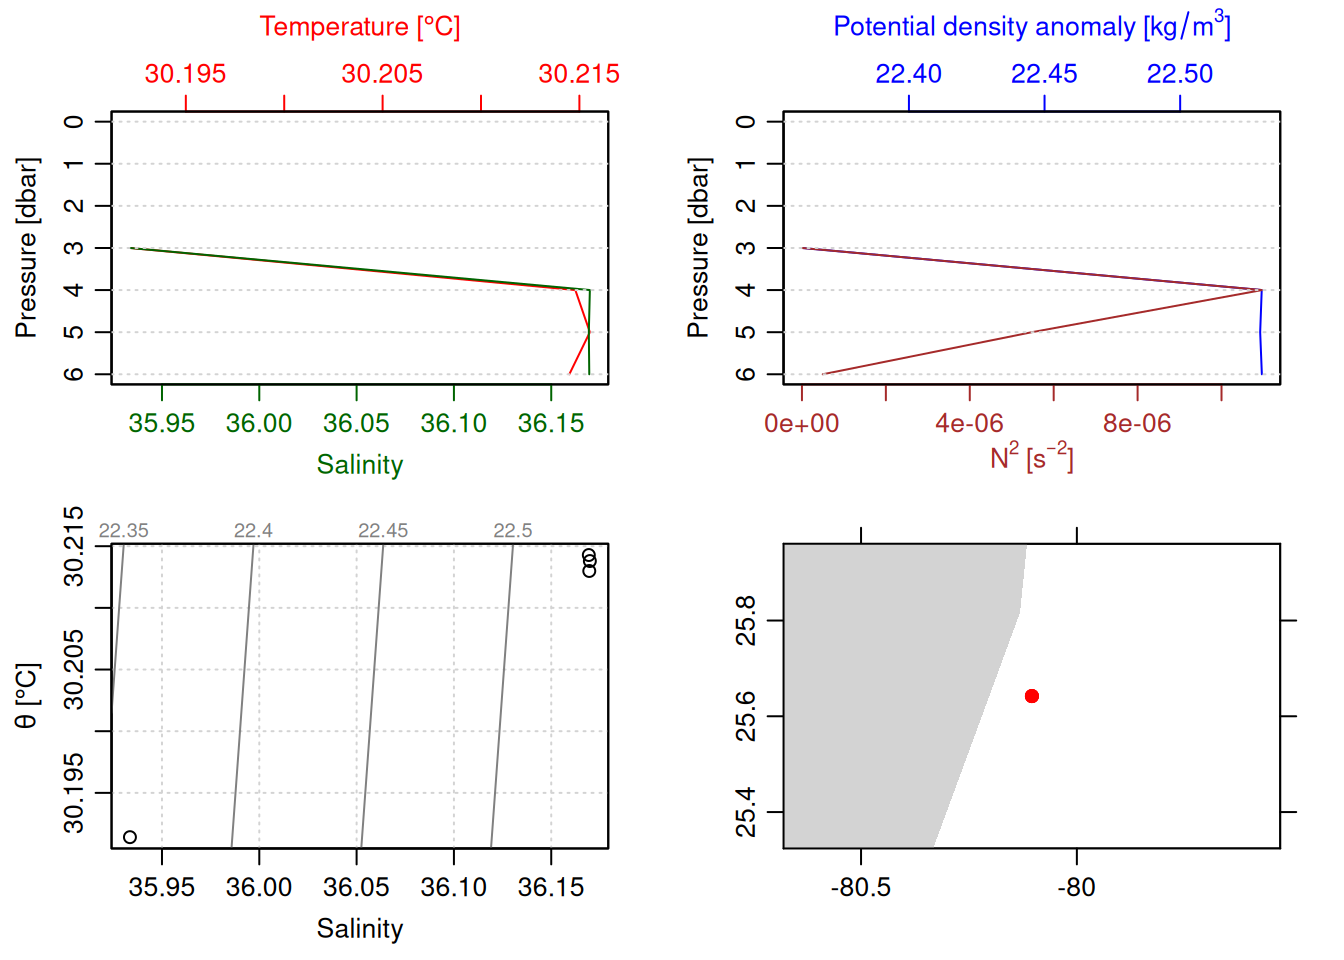 Temperature [°C]
30.195 30.205 30.215
0
1
2
3
4
5
6
Pressure [dbar]
35.95 36.00 36.05 36.10 36.15
Salinity
Potential density anomaly [kg/m³]
22.40 22.45 22.50
0
1
2
3
4
5
6
Pressure [dbar]
0e+00 4e-06 8e-06
N² [s⁻²]
22.35 22.4 22.45 22.5
30.215
30.205
30.195
θ [°C]
35.95 36.00 36.05 36.10 36.15
Salinity
25.8
25.6
25.4
-80.5 -80